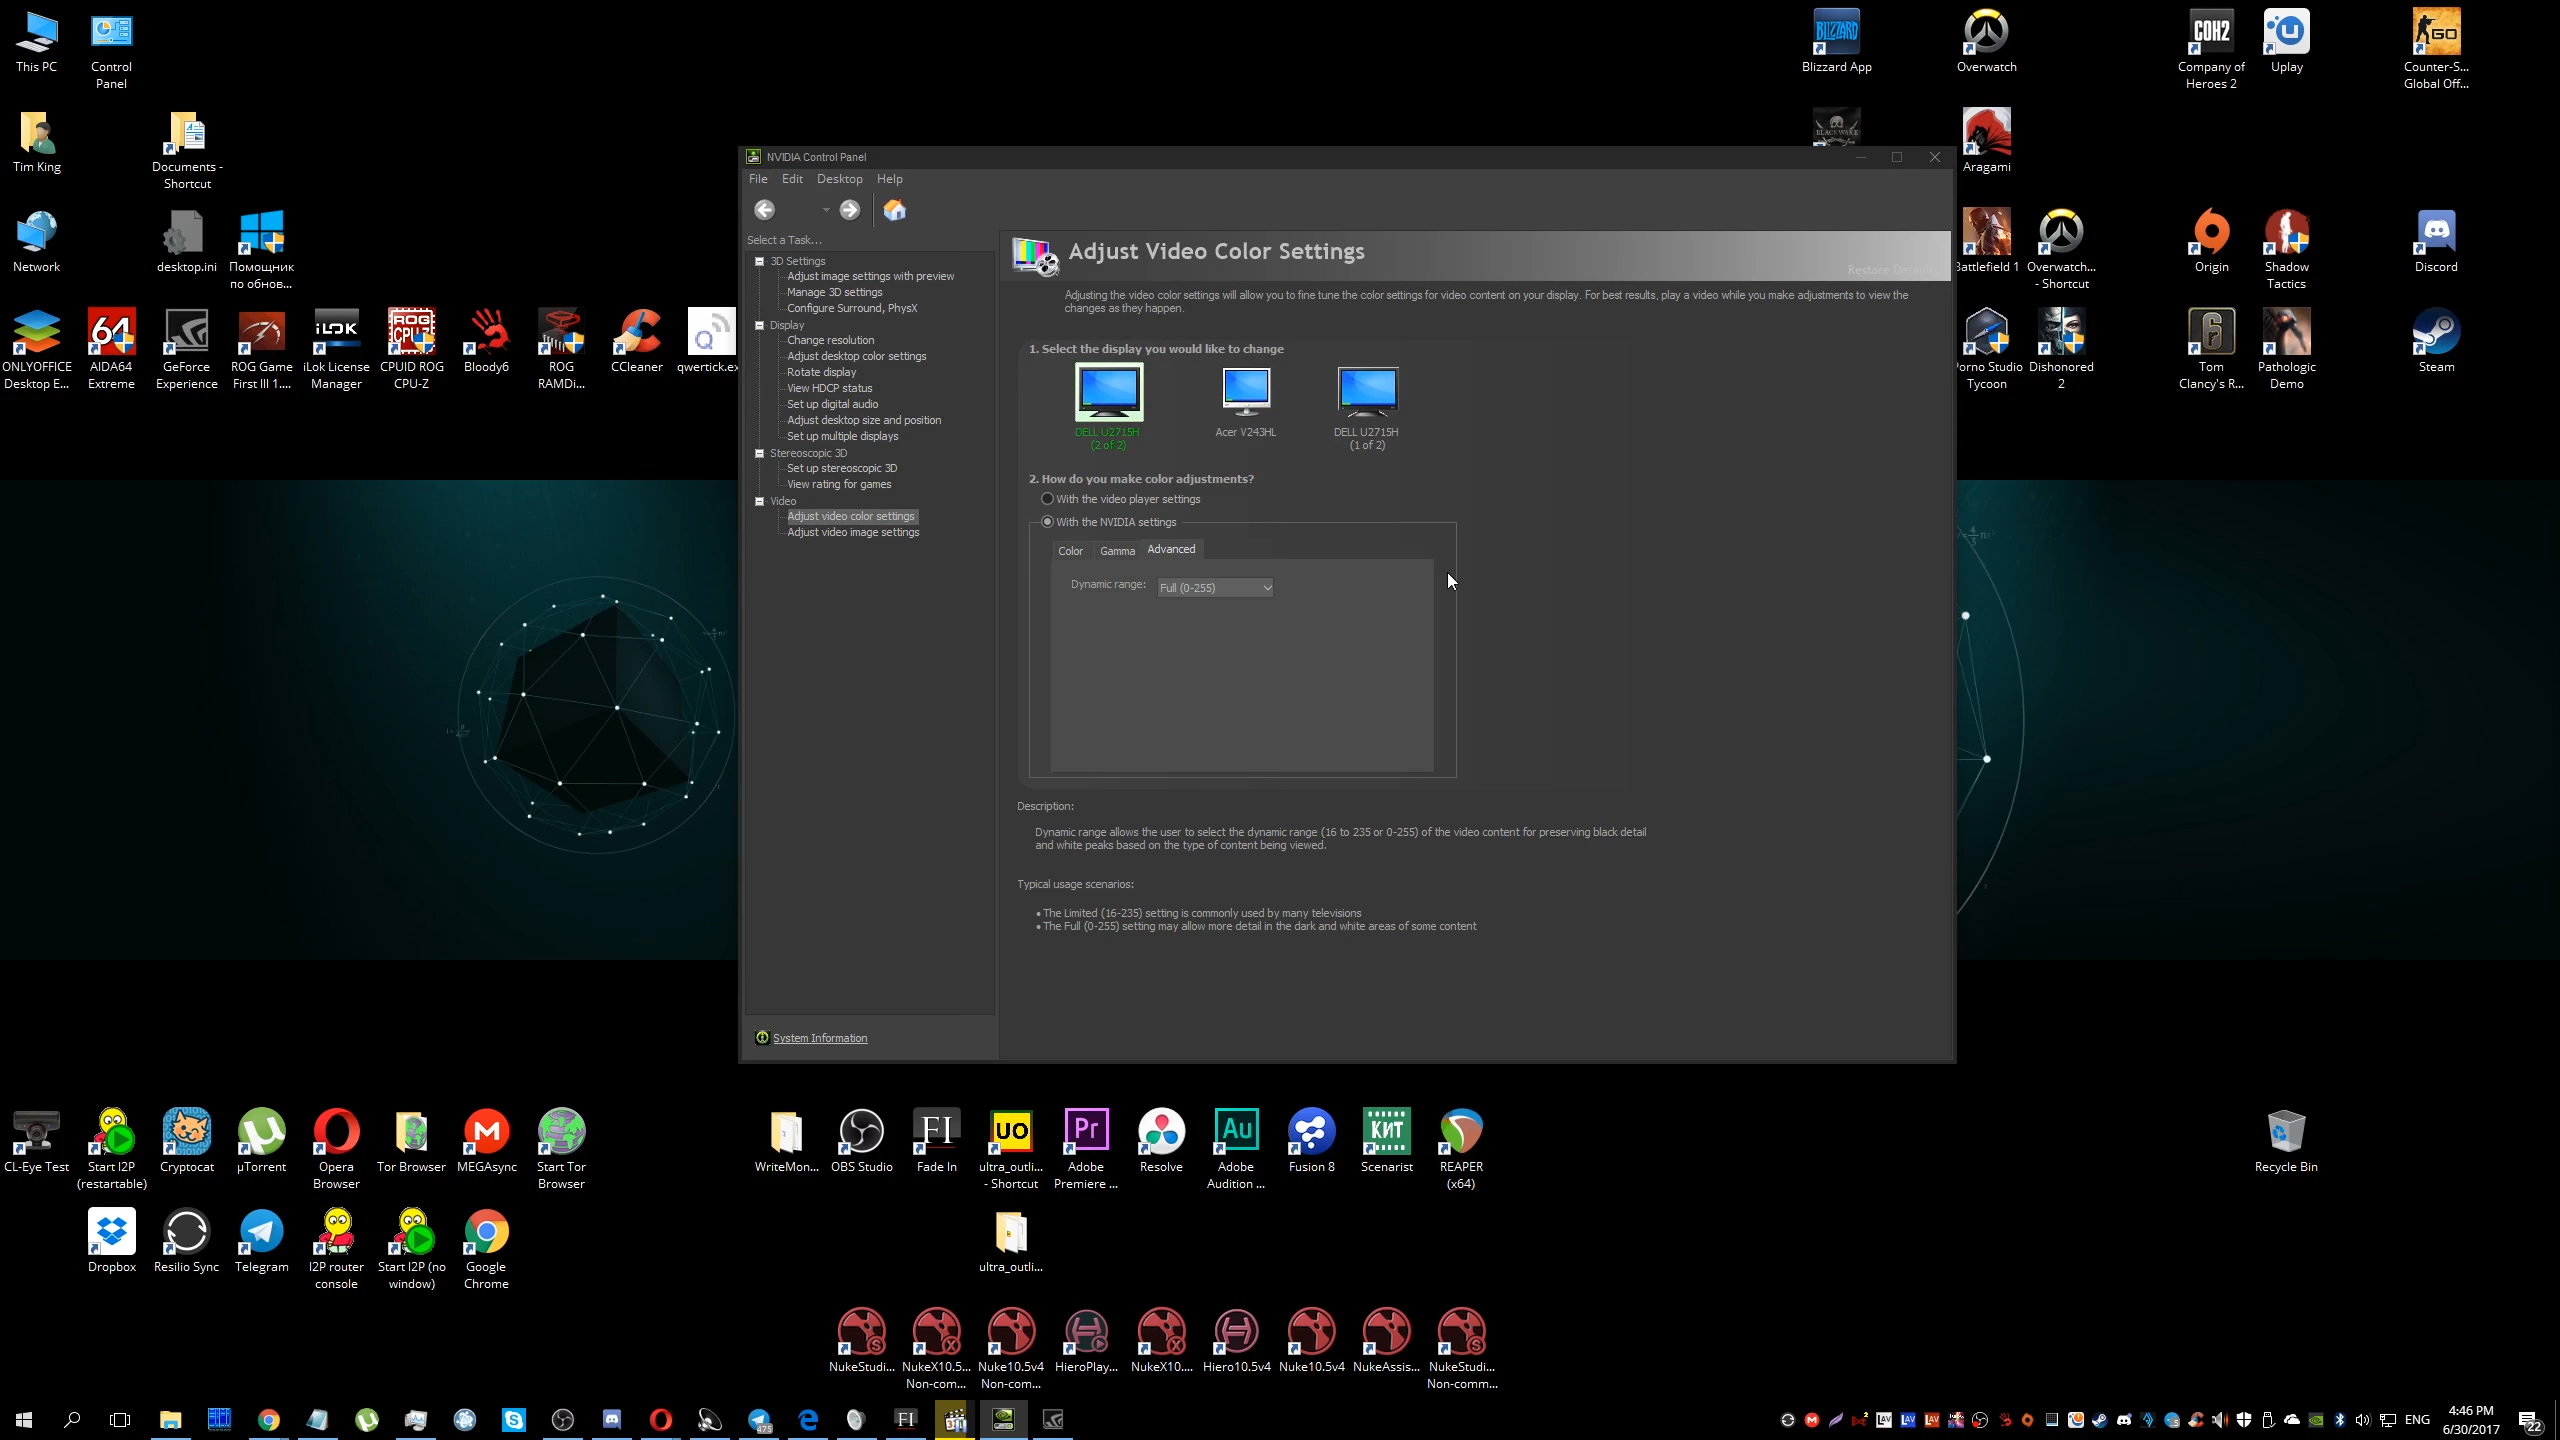 This PC
Control
Panel
Blizzard App
Overwatch
Company of
Heroes 2
Uplay
Counter-S...
Global Off...
Tim King
Documents -
Shortcut
Aragami
Network
desktop.ini
Помощник
по обнов...
Battlefield 1
Overwatch...
- Shortcut
Origin
Shadow
Tactics
Discord
ONLYOFFICE
Desktop E...
AIDA64
Extreme
GeForce
Experience
ROG Game
First III 1....
iLok License
Manager
CPUID ROG
CPU-Z
Bloody6
ROG
RAMDi...
CCleaner
qwertick.ex
Porno Studio
Tycoon
Dishonored
2
Tom
Clancy's R...
Pathologic
Demo
Steam
NVIDIA Control Panel
File Edit Desktop Help
Select a Task...
3D Settings
Adjust image settings with preview
Manage 3D settings
Configure Surround, PhysX
Display
Change resolution
Adjust desktop color settings
Rotate display
View HDCP status
Set up digital audio
Adjust desktop size and position
Set up multiple displays
Stereoscopic 3D
Set up stereoscopic 3D
View rating for games
Video
Adjust video color settings
Adjust video image settings
System Information
Adjust Video Color Settings
Adjusting the video color settings will allow you to fine tune the color settings for video content on your display. For best results, play a video while you make adjustments to view the
changes as they happen.
1. Select the display you would like to change
DELL U2715H
(2 of 2)
Acer V243HL
DELL U2715H
(1 of 2)
2. How do you make color adjustments?
With the video player settings
With the NVIDIA settings
Color Gamma Advanced
Dynamic range: Full (0-255)
Description:
Dynamic range allows the user to select the dynamic range (16 to 235 or 0-255) of the video content for preserving black detail
and white peaks based on the type of content being viewed.
Typical usage scenarios:
• The Limited (16-235) setting is commonly used by many televisions
• The Full (0-255) setting may allow more detail in the dark and white areas of some content
CL-Eye Test
Start I2P
(restartable)
Cryptocat
µTorrent
Opera
Browser
Tor Browser
MEGAsync
Start Tor
Browser
WriteMon...
OBS Studio
Fade In
ultra_outli...
- Shortcut
Adobe
Premiere ...
Resolve
Adobe
Audition ...
Fusion 8
Scenarist
REAPER
(x64)
Recycle Bin
Dropbox
Resilio Sync
Telegram
I2P router
console
Start I2P (no
window)
Google
Chrome
ultra_outli...
NukeStudi...
NukeX10.5...
Non-com...
Nuke10.5v4
Non-com...
HieroPlay...
NukeX10....
Hiero10.5v4
Nuke10.5v4
NukeAssis...
NukeStudi...
Non-comm...
ENG
4:46 PM
6/30/2017
22